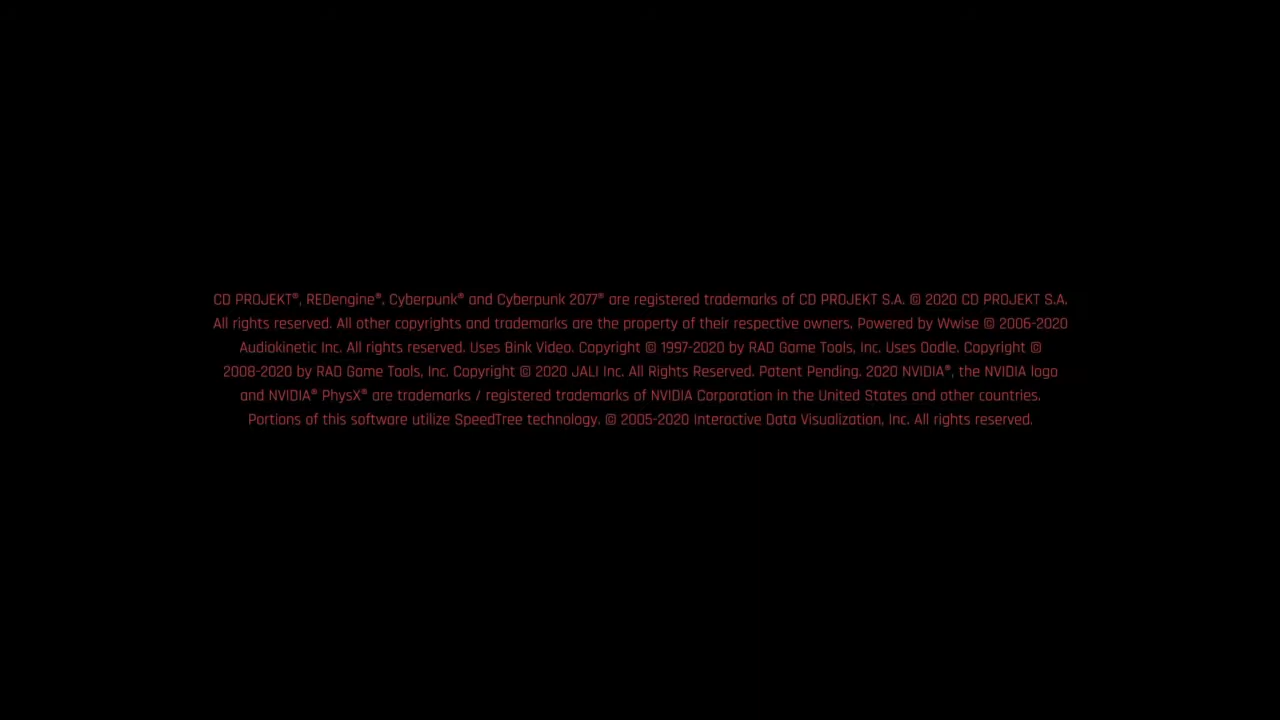 CD PROJEKT®, REDengine®, Cyberpunk® and Cyberpunk 2077® are registered trademarks of CD PROJEKT S.A. © 2020 CD PROJEKT S.A.
All rights reserved. All other copyrights and trademarks are the property of their respective owners. Powered by Wwise © 2006-2020
Audiokinetic Inc. All rights reserved. Uses Bink Video. Copyright © 1997-2020 by RAD Game Tools, Inc. Uses Oodle. Copyright ©
2008-2020 by RAD Game Tools, Inc. Copyright © 2020 JALI Inc. All Rights Reserved. Patent Pending. 2020 NVIDIA®, the NVIDIA logo
and NVIDIA® PhysX® are trademarks / registered trademarks of NVIDIA Corporation in the United States and other countries.
Portions of this software utilize SpeedTree technology. © 2005-2020 Interactive Data Visualization, Inc. All rights reserved.